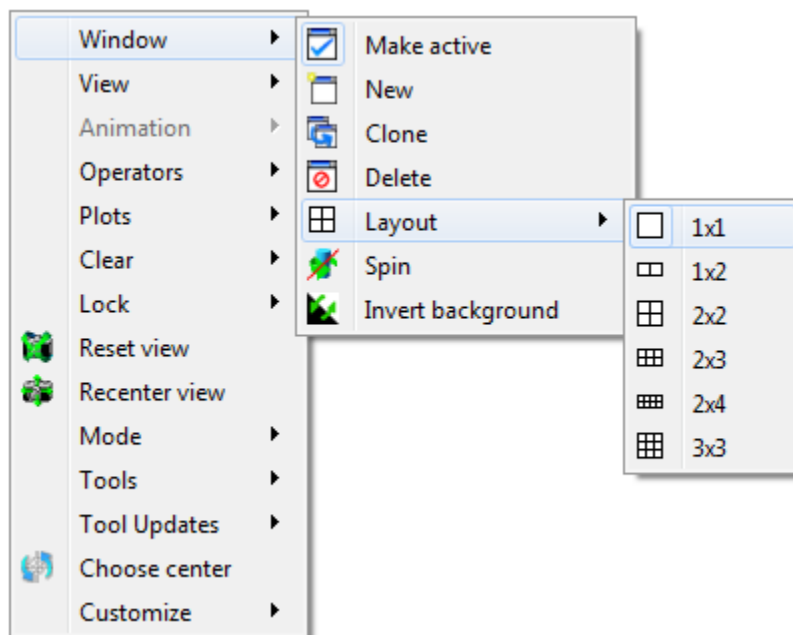 Window
View
Animation
Operators
Plots
Clear
Lock
Reset view
Recenter view
Mode
Tools
Tool Updates
Choose center
Customize
Make active
New
Clone
Delete
Layout
Spin
Invert background
1x1
1x2
2x2
2x3
2x4
3x3